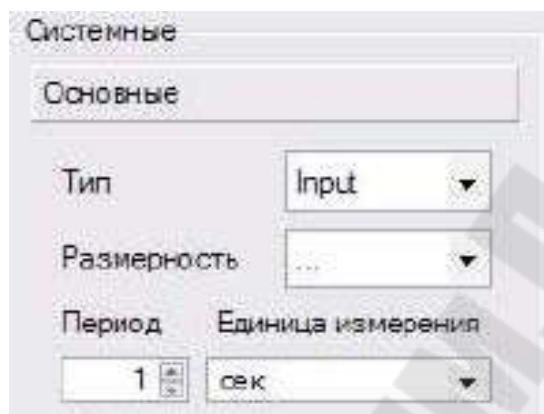 Системные
Основные
Тип Input
Размерность ...
Период Единица измерения
1 сек